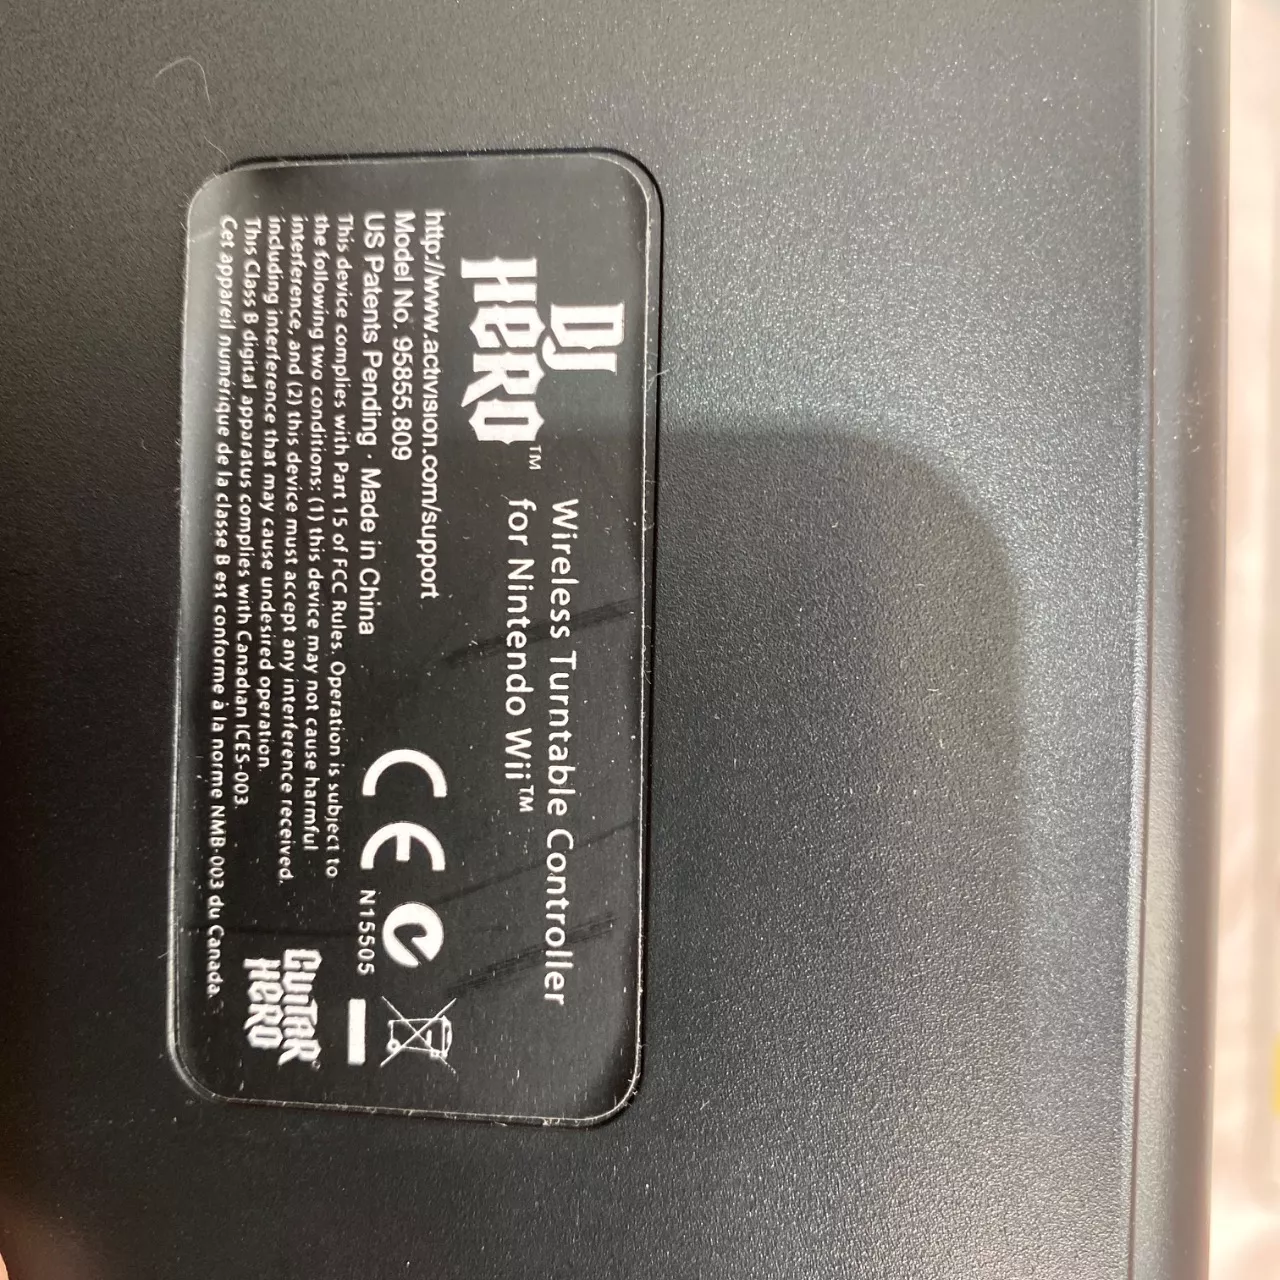 DJ
HERO™
Wireless Turntable Controller
for Nintendo Wii™
http://www.activision.com/support
Model No. 95855.809
US Patents Pending · Made in China
This device complies with Part 15 of FCC Rules. Operation is subject to
the following two conditions: (1) this device may not cause harmful
interference, and (2) this device must accept any interference received,
including interference that may cause undesired operation.
This Class B digital apparatus complies with Canadian ICES-003.
Cet appareil numérique de la classe B est conforme à la norme NMB-003 du Canada.
CE
N15505
GUITAR
HERO®